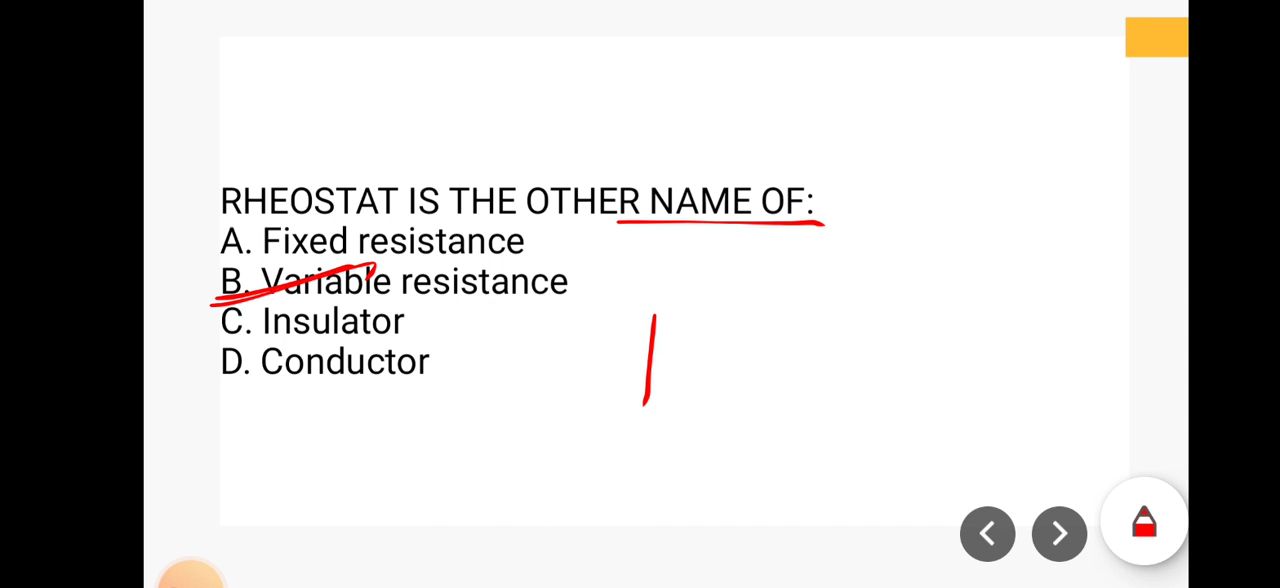 RHEOSTAT IS THE OTHER NAME OF:
A. Fixed resistance
B. Variable resistance
C. Insulator
D. Conductor